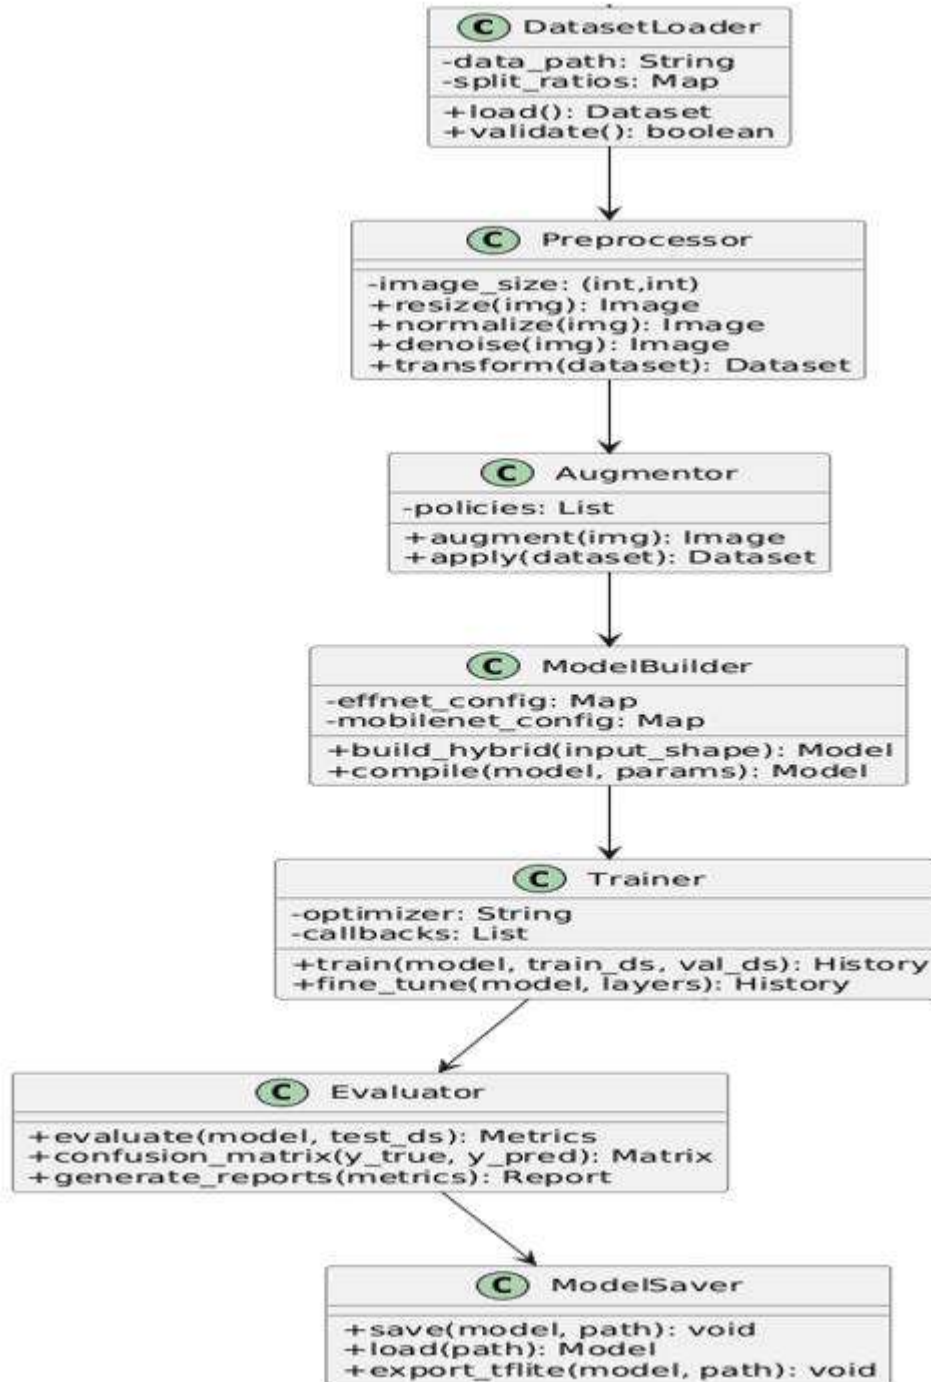 C DatasetLoader
-data_path: String
-split_ratios: Map
+load(): Dataset
+validate(): boolean
C Preprocessor
-image_size: (int,int)
+resize(img): Image
+normalize(img): Image
+denoise(img): Image
+transform(dataset): Dataset
C Augmentor
-policies: List
+augment(img): Image
+apply(dataset): Dataset
C ModelBuilder
-effnet_config: Map
-mobilenet_config: Map
+build_hybrid(input_shape): Model
+compile(model, params): Model
C Trainer
-optimizer: String
-callbacks: List
+train(model, train_ds, val_ds): History
+fine_tune(model, layers): History
C Evaluator
+evaluate(model, test_ds): Metrics
+confusion_matrix(y_true, y_pred): Matrix
+generate_reports(metrics): Report
C ModelSaver
+save(model, path): void
+load(path): Model
+export_tflite(model, path): void